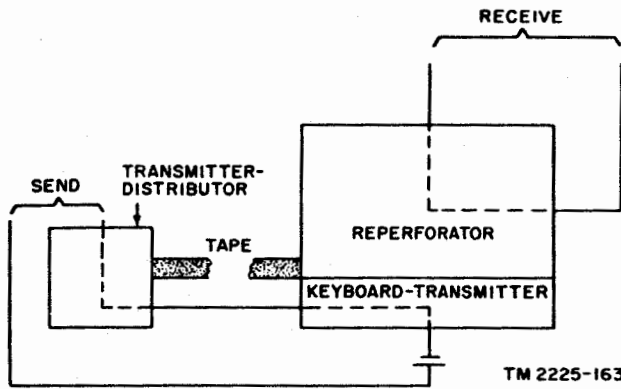 RECEIVE
TRANSMITTER-
DISTRIBUTOR
SEND
TAPE
REPERFORATOR
KEYBOARD-TRANSMITTER
TM 2225-163